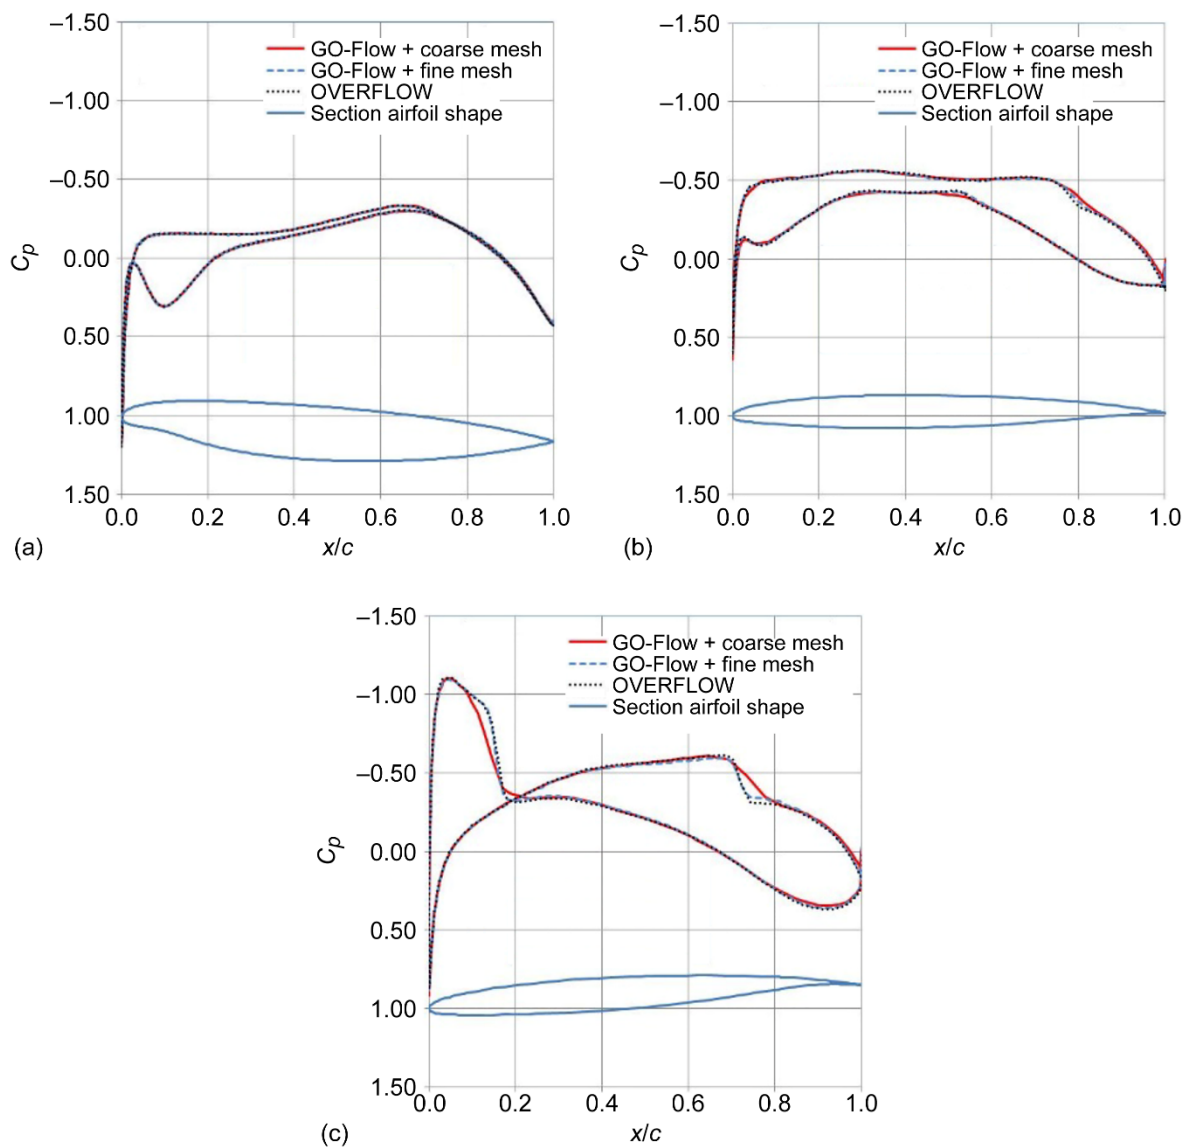 −1.50
−1.00
−0.50
0.00
0.50
1.00
1.50
Cp
GO-Flow + coarse mesh
GO-Flow + fine mesh
OVERFLOW
Section airfoil shape
0.0 0.2 0.4 0.6 0.8 1.0
x/c
(a)
−1.50
−1.00
−0.50
0.00
0.50
1.00
1.50
Cp
GO-Flow + coarse mesh
GO-Flow + fine mesh
OVERFLOW
Section airfoil shape
0.0 0.2 0.4 0.6 0.8 1.0
x/c
(b)
−1.50
−1.00
−0.50
0.00
0.50
1.00
1.50
Cp
GO-Flow + coarse mesh
GO-Flow + fine mesh
OVERFLOW
Section airfoil shape
0.0 0.2 0.4 0.6 0.8 1.0
x/c
(c)